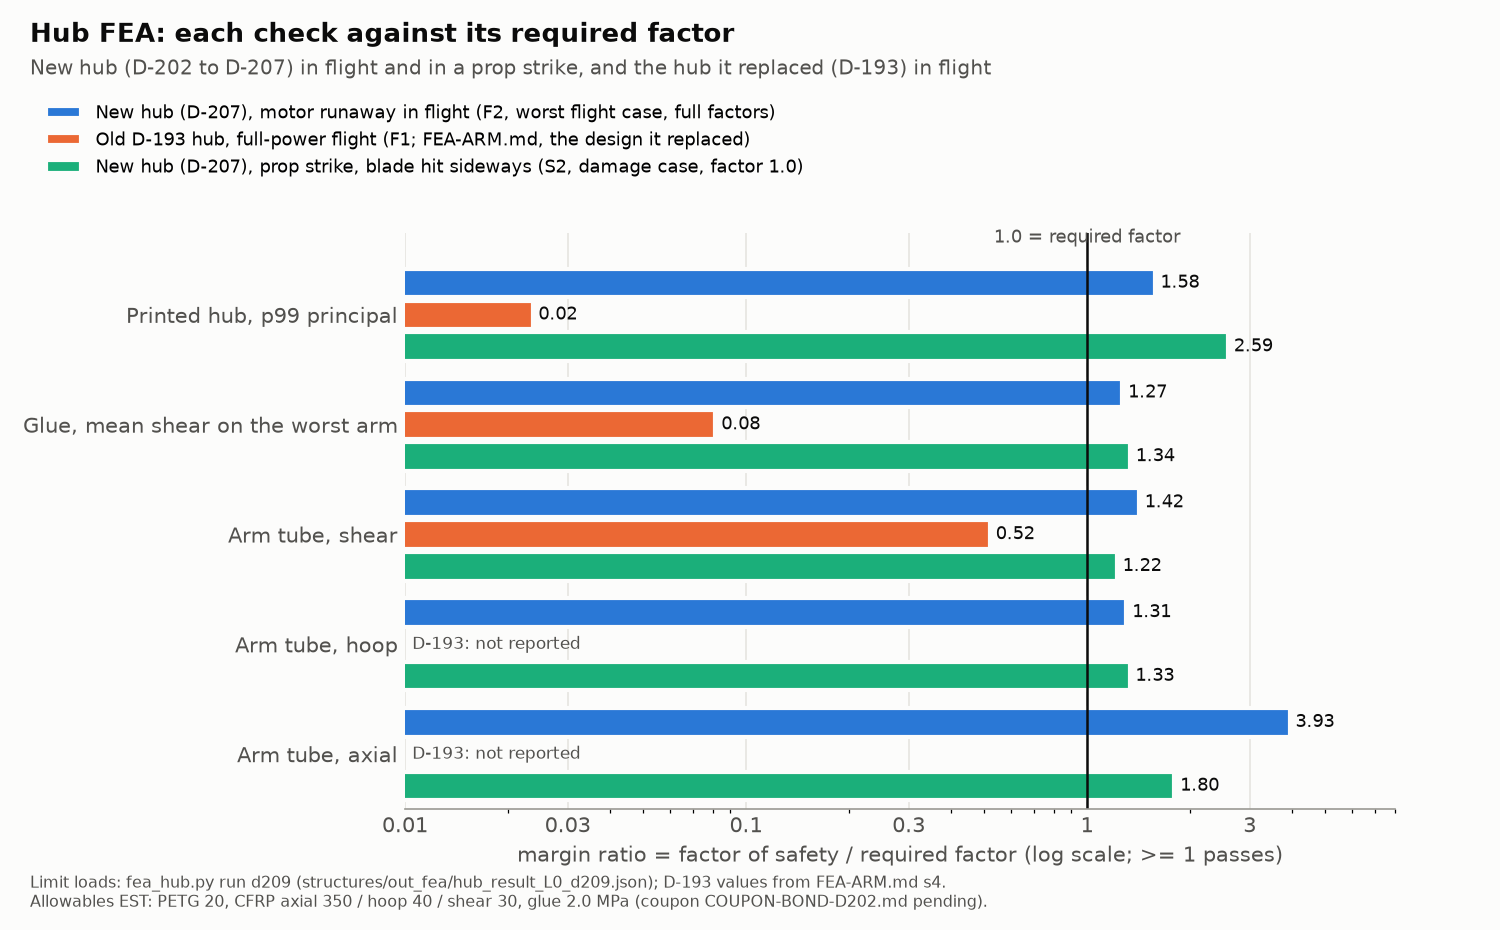 Hub FEA: each check against its required factor
New hub (D-202 to D-207) in flight and in a prop strike, and the hub it replaced (D-193) in flight
New hub (D-207), motor runaway in flight (F2, worst flight case, full factors)
Old D-193 hub, full-power flight (F1; FEA-ARM.md, the design it replaced)
New hub (D-207), prop strike, blade hit sideways (S2, damage case, factor 1.0)
1.0 = required factor
1.58
Printed hub, p99 principal
0.02
2.59
1.27
Glue, mean shear on the worst arm
0.08
1.34
1.42
Arm tube, shear
0.52
1.22
1.31
Arm tube, hoop
D-193: not reported
1.33
3.93
Arm tube, axial
D-193: not reported
1.80
0.01 0.03 0.1 0.3 1 3
margin ratio = factor of safety / required factor (log scale; >= 1 passes)
Limit loads: fea_hub.py run d209 (structures/out_fea/hub_result_L0_d209.json); D-193 values from FEA-ARM.md s4.
Allowables EST: PETG 20, CFRP axial 350 / hoop 40 / shear 30, glue 2.0 MPa (coupon COUPON-BOND-D202.md pending).